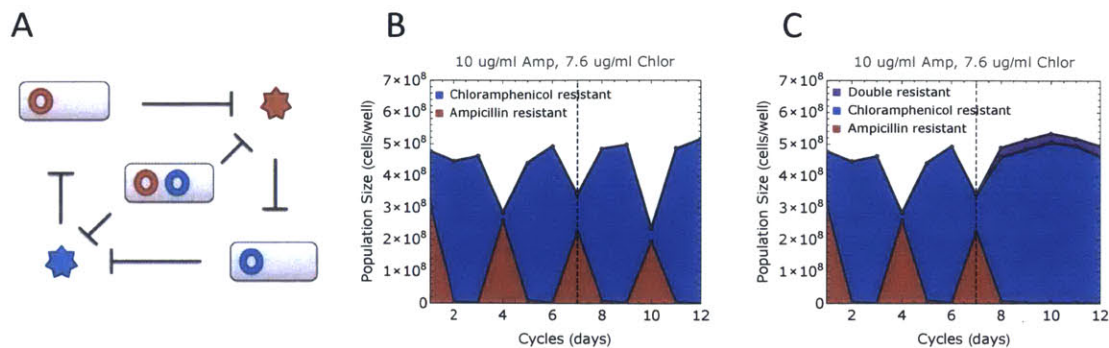 A
B
C
10 ug/ml Amp, 7.6 ug/ml Chlor
Population Size (cells/well)
7×10⁸
6×10⁸
5×10⁸
4×10⁸
3×10⁸
2×10⁸
1×10⁸
0
Chloramphenicol resistant
Ampicillin resistant
2 4 6 8 10 12
Cycles (days)
10 ug/ml Amp, 7.6 ug/ml Chlor
Population Size (cells/well)
7×10⁸
6×10⁸
5×10⁸
4×10⁸
3×10⁸
2×10⁸
1×10⁸
0
Double resistant
Chloramphenicol resistant
Ampicillin resistant
2 4 6 8 10 12
Cycles (days)